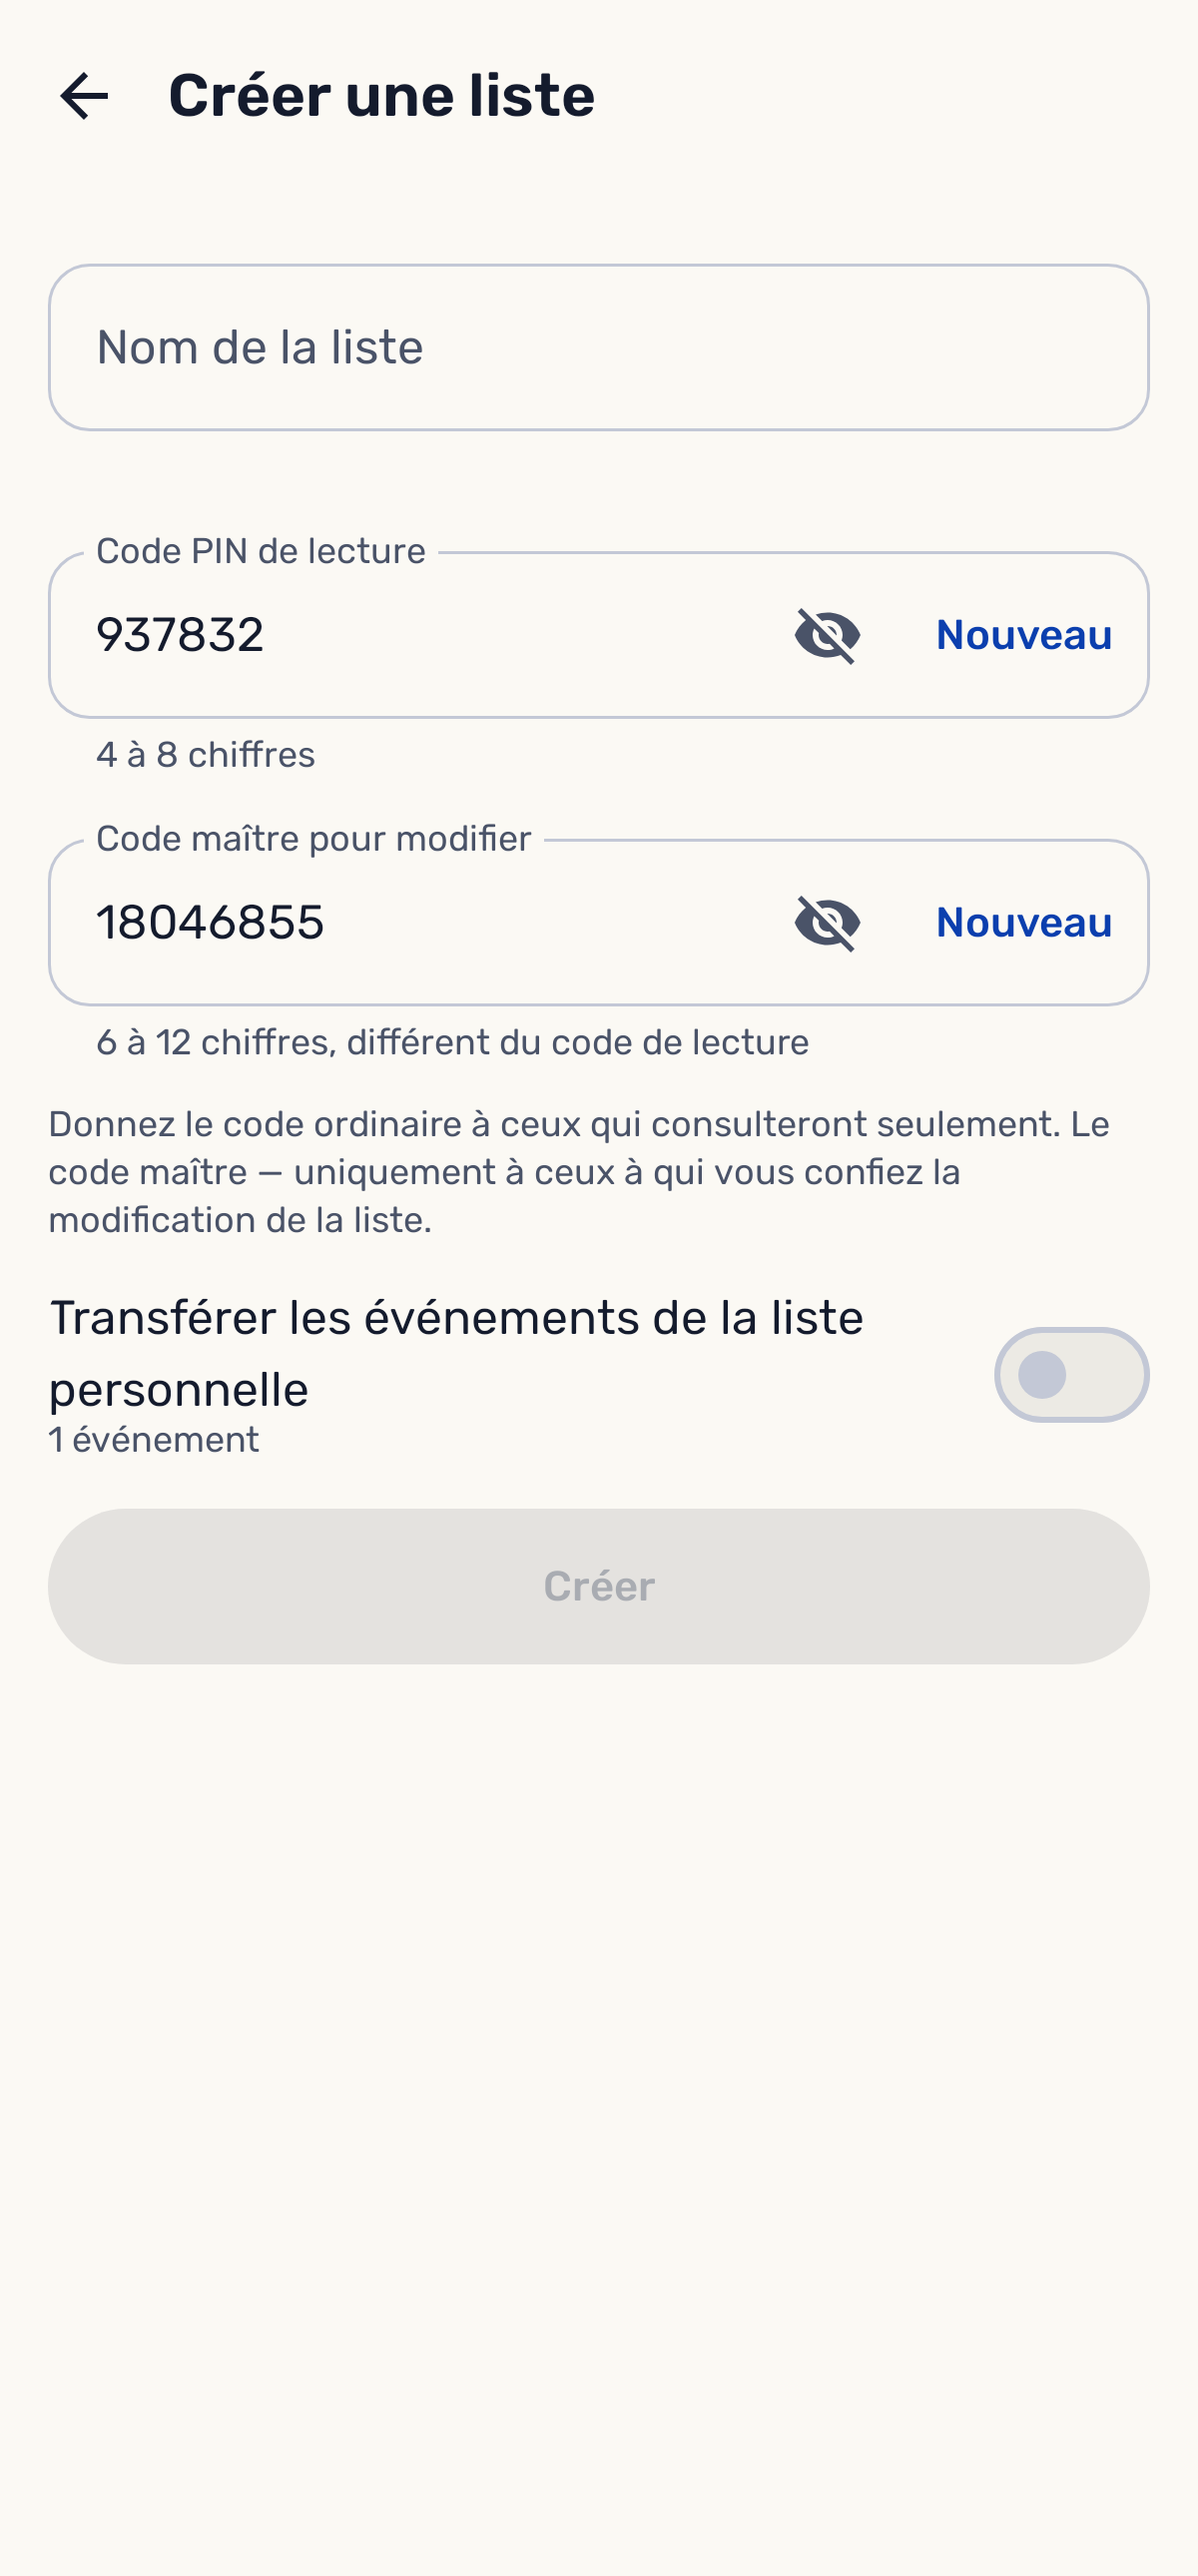 Créer une liste
Nom de la liste
Code PIN de lecture
937832
Nouveau
4 à 8 chiffres
Code maître pour modifier
18046855
Nouveau
6 à 12 chiffres, différent du code de lecture
Donnez le code ordinaire à ceux qui consulteront seulement. Le
code maître — uniquement à ceux à qui vous confiez la
modification de la liste.
Transférer les événements de la liste
personnelle
1 événement
Créer